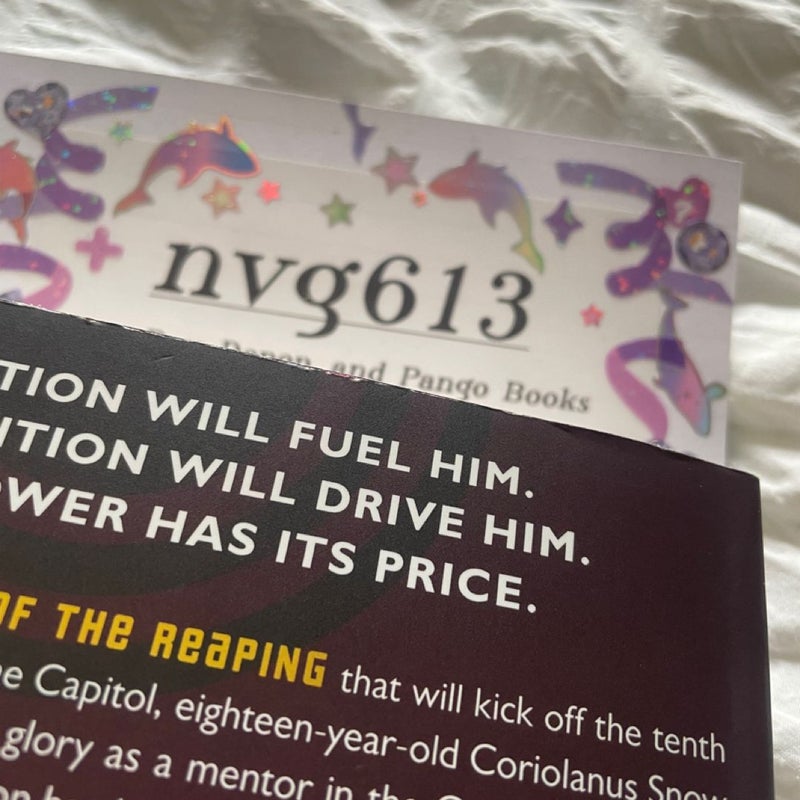 nvg613
and Pango Books
TION WILL FUEL HIM.
ITION WILL DRIVE HIM.
OWER HAS ITS PRICE.
OF THE REAPING that will kick off the tenth
e Capitol, eighteen-year-old Coriolanus Snow
glory as a mentor in the